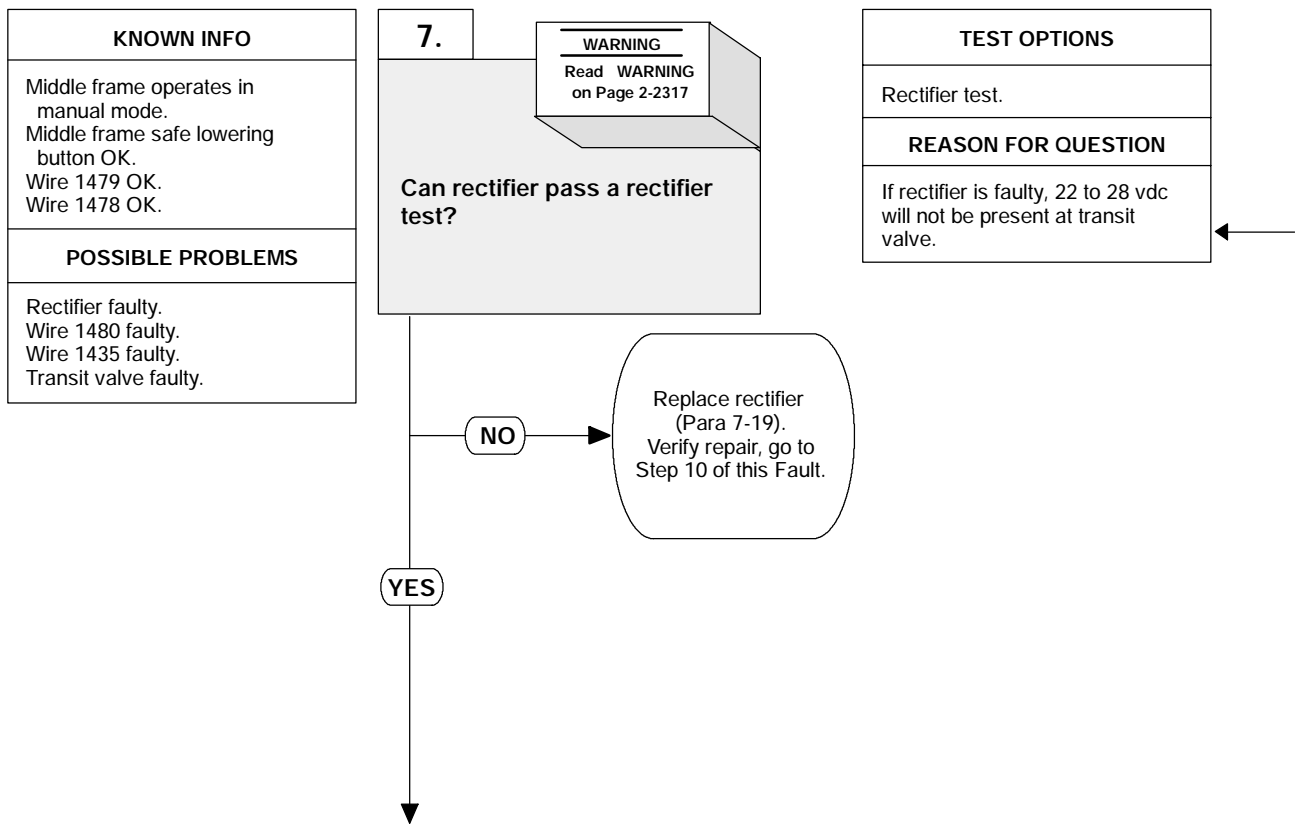 KNOWN INFO
Middle frame operates in
manual mode.
Middle frame safe lowering
button OK.
Wire 1479 OK.
Wire 1478 OK.
POSSIBLE PROBLEMS
Rectifier faulty.
Wire 1480 faulty.
Wire 1435 faulty.
Transit valve faulty.
7.
WARNING
Read WARNING
on Page 2-2317
Can rectifier pass a rectifier
test?
TEST OPTIONS
Rectifier test.
REASON FOR QUESTION
If rectifier is faulty, 22 to 28 vdc
will not be present at transit
valve.
NO
Replace rectifier
(Para 7-19).
Verify repair, go to
Step 10 of this Fault.
YES